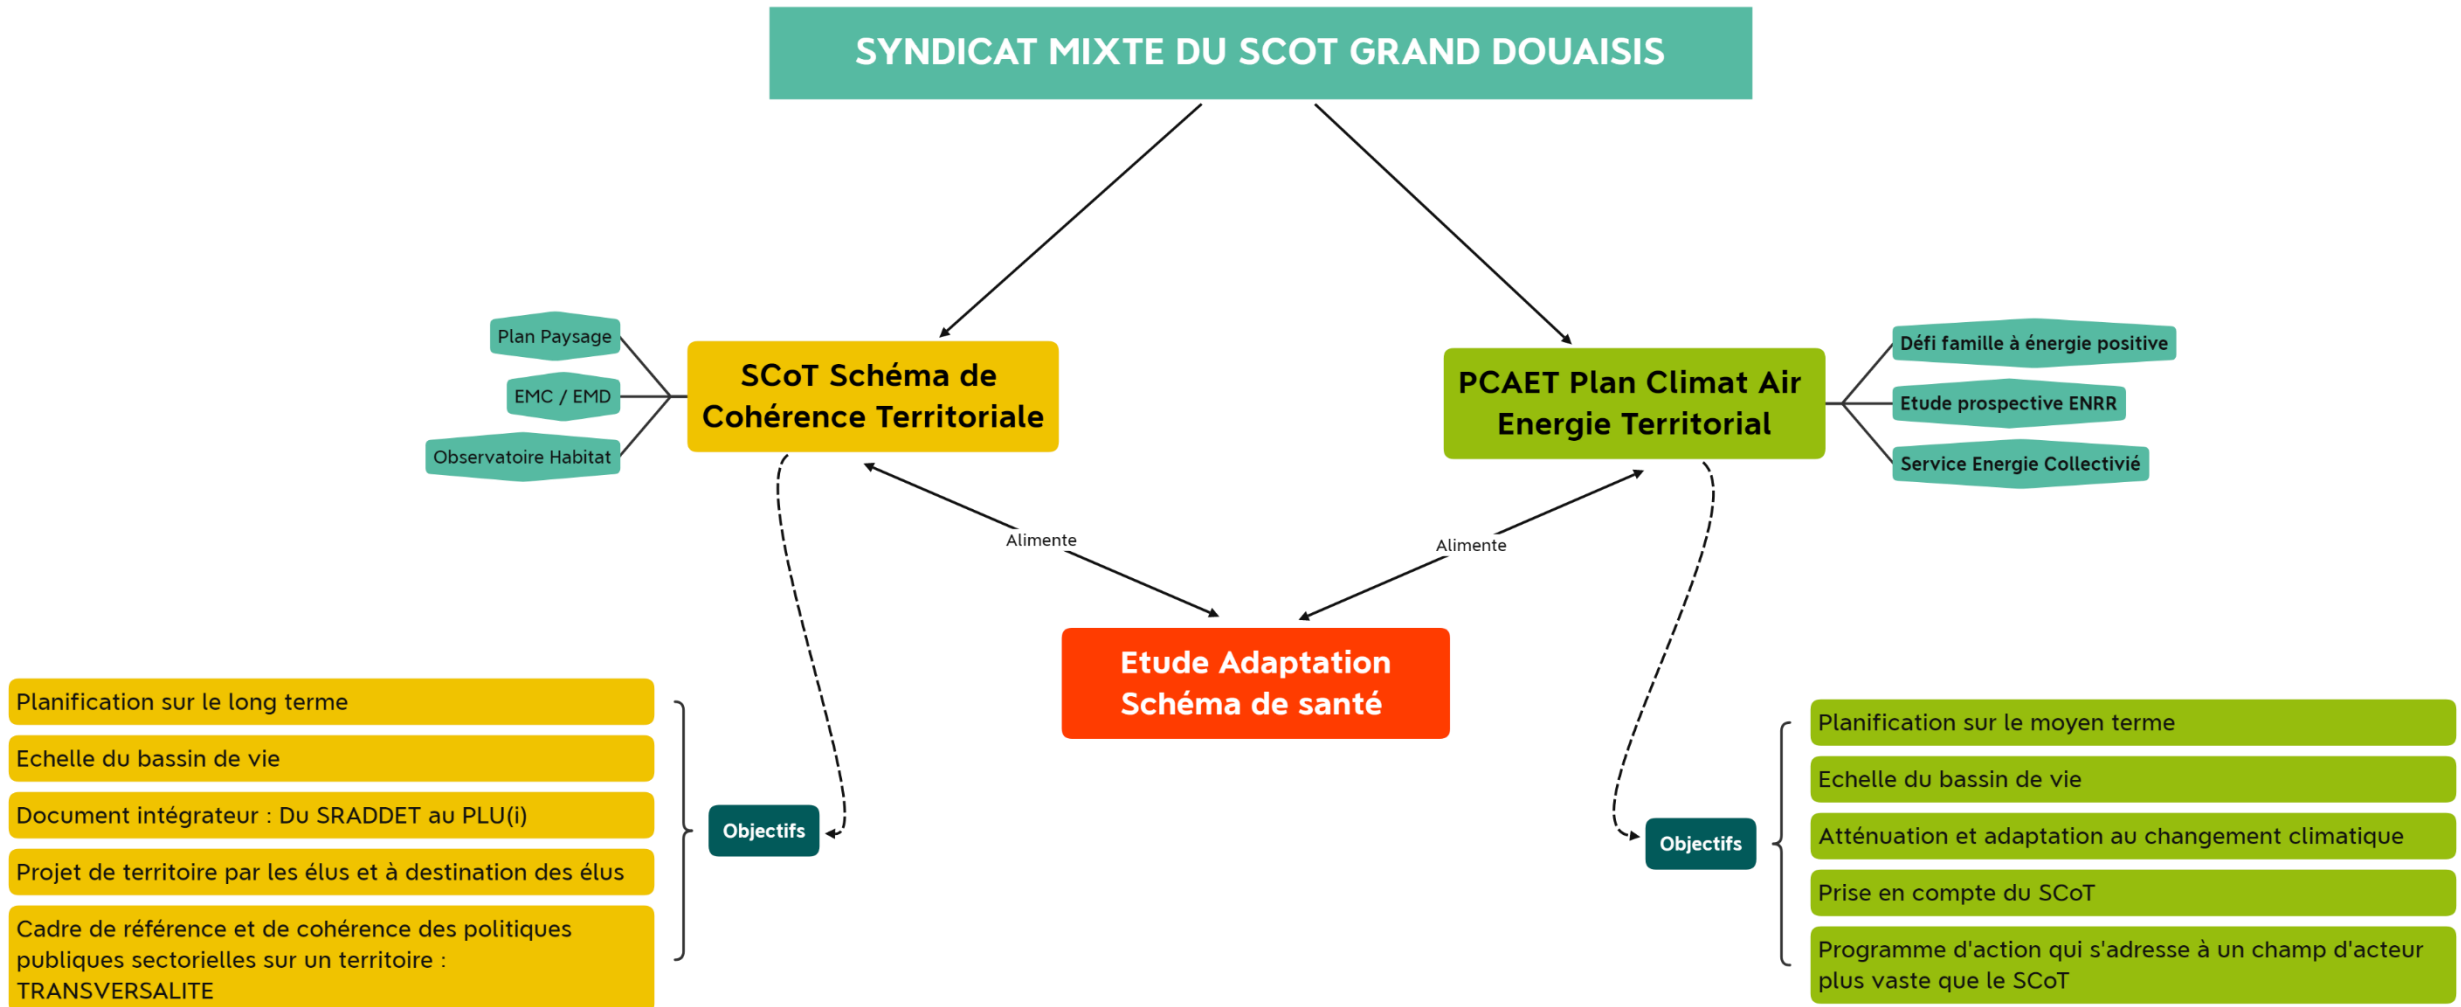 SYNDICAT MIXTE DU SCOT GRAND DOUAISIS
Plan Paysage
EMC / EMD
Observatoire Habitat
SCoT Schéma de
Cohérence Territoriale
PCAET Plan Climat Air
Energie Territorial
Défi famille à énergie positive
Etude prospective ENRR
Service Energie Collectivié
Alimente
Alimente
Etude Adaptation
Schéma de santé
Planification sur le long terme
Echelle du bassin de vie
Document intégrateur : Du SRADDET au PLU(i)
Projet de territoire par les élus et à destination des élus
Cadre de référence et de cohérence des politiques
publiques sectorielles sur un territoire :
TRANSVERSALITE
Objectifs
Objectifs
Planification sur le moyen terme
Echelle du bassin de vie
Atténuation et adaptation au changement climatique
Prise en compte du SCoT
Programme d'action qui s'adresse à un champ d'acteur
plus vaste que le SCoT